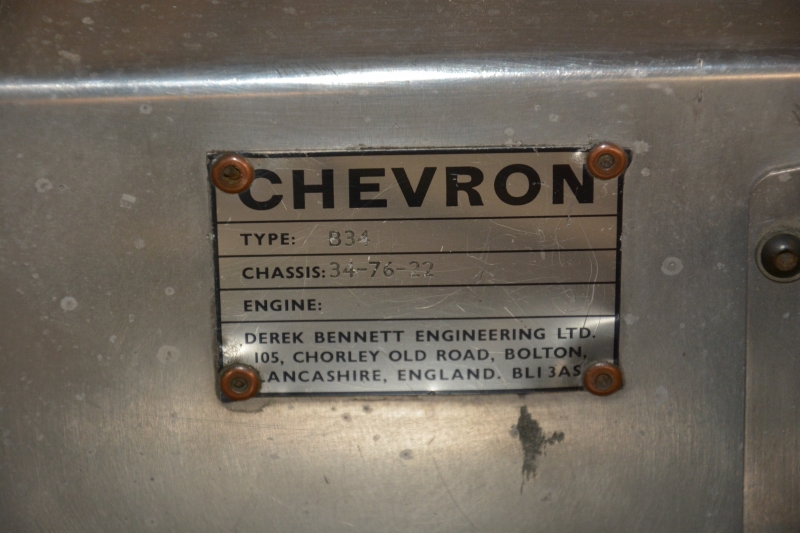 CHEVRON
TYPE: B34
CHASSIS: 34-76-22
ENGINE:
DEREK BENNETT ENGINEERING LTD.
105, CHORLEY OLD ROAD, BOLTON,
LANCASHIRE, ENGLAND. BL1 3AS